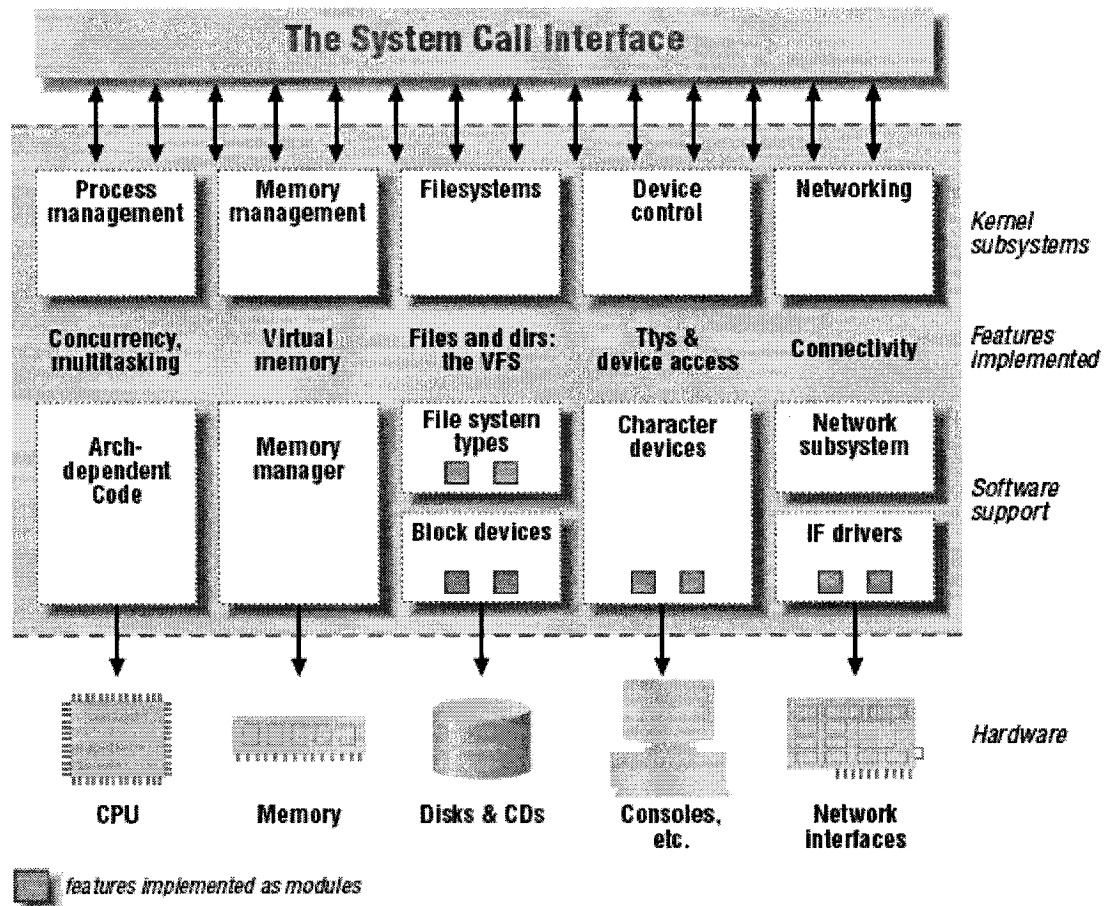 The System Call Interface
Process
management
Memory
management
Filesystems
Device
control
Networking
Kernel
subsystems
Concurrency,
multitasking
Virtual
memory
Files and dirs:
the VFS
Ttys &
device access
Connectivity
Features
implemented
Arch-
dependent
Code
Memory
manager
File system
types
Block devices
Character
devices
Network
subsystem
IF drivers
Software
support
Hardware
CPU
Memory
Disks & CDs
Consoles,
etc.
Network
interfaces
features implemented as modules